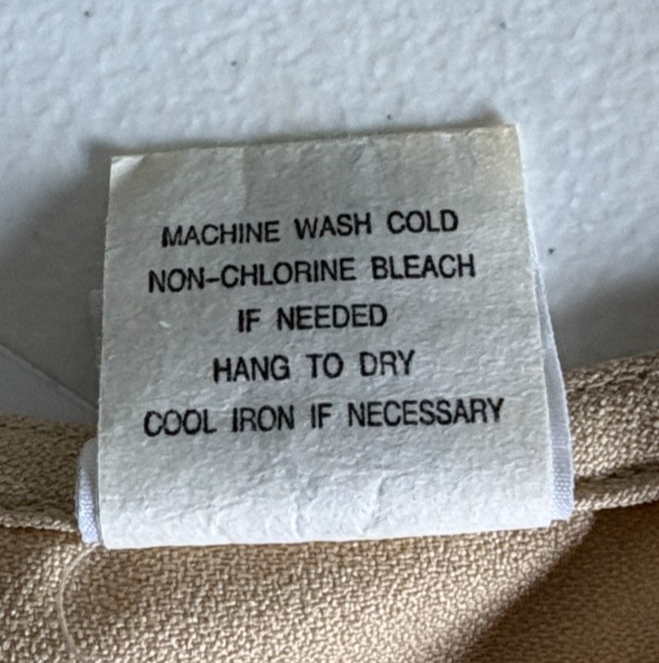 MACHINE WASH COLD
NON-CHLORINE BLEACH
IF NEEDED
HANG TO DRY
COOL IRON IF NECESSARY